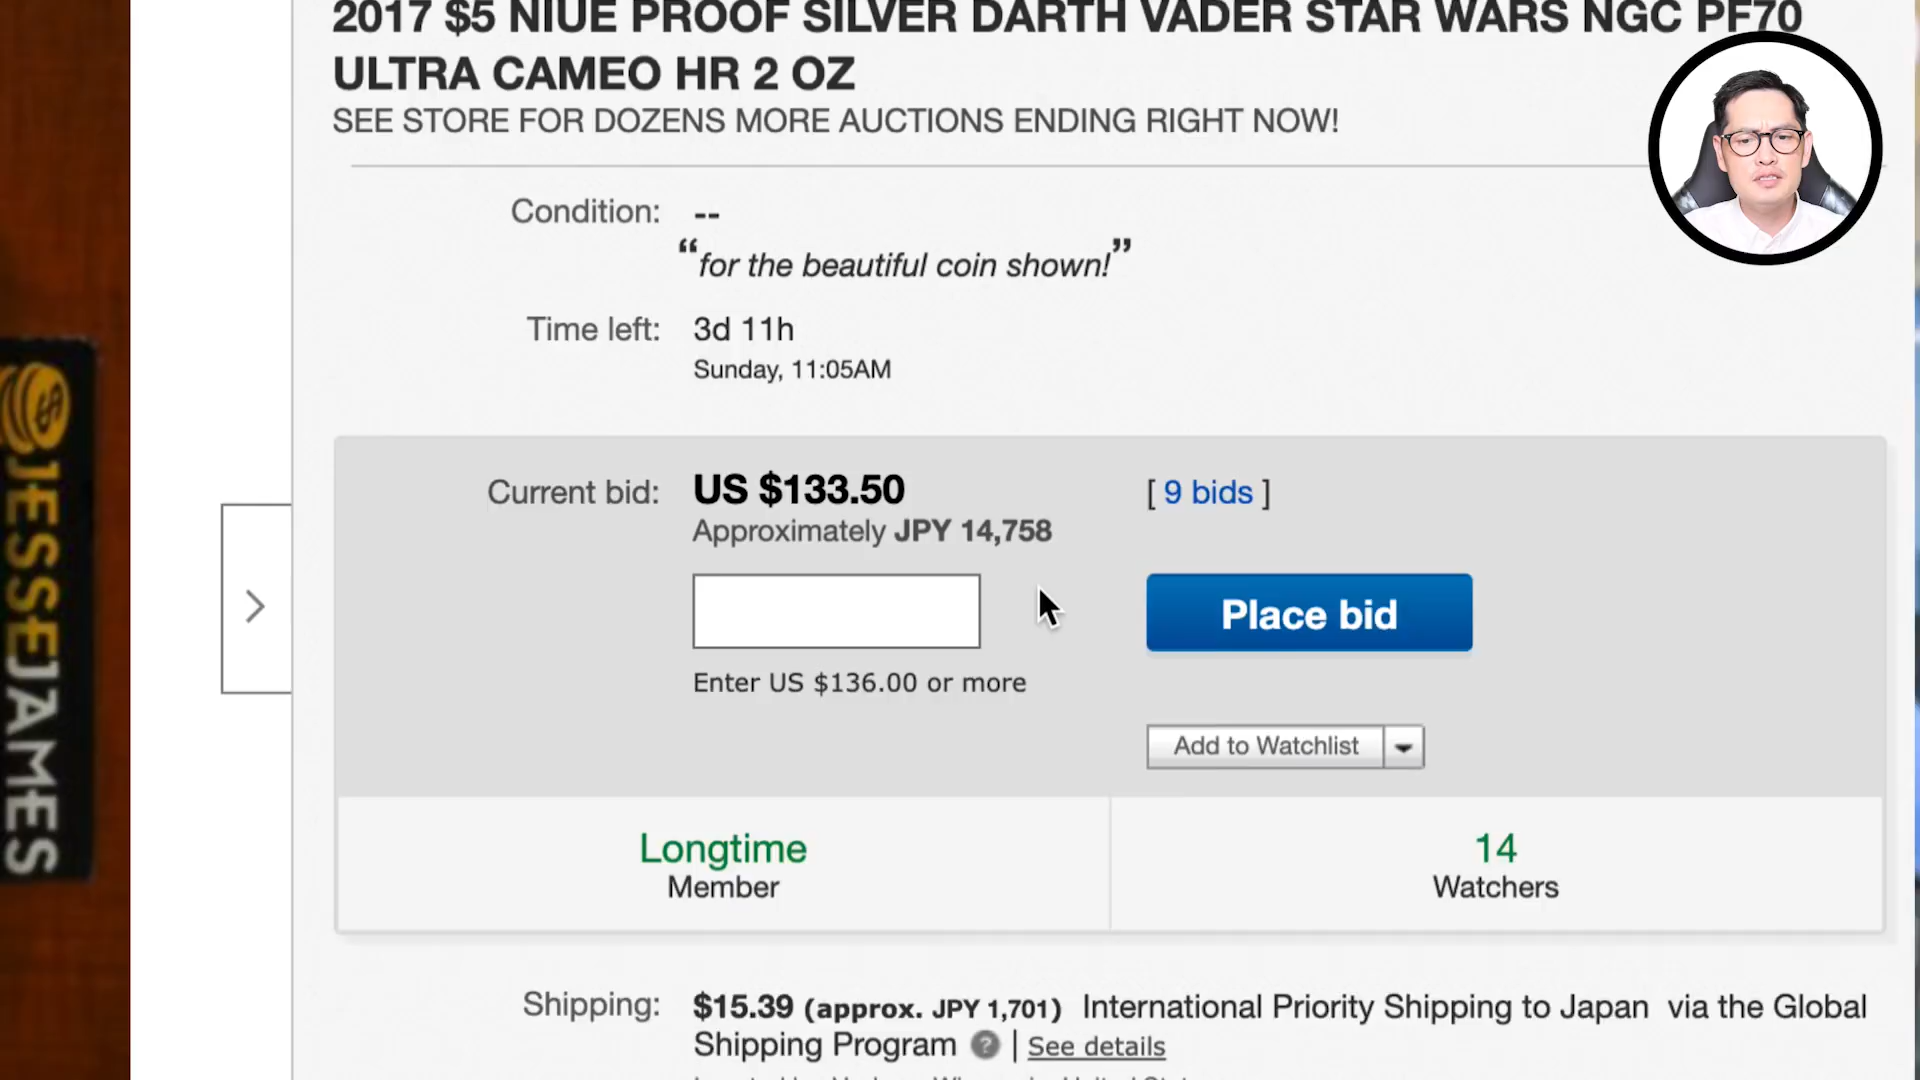 2017 $5 NIUE PROOF SILVER DARTH VADER STAR WARS NGC PF70
ULTRA CAMEO HR 2 OZ
SEE STORE FOR DOZENS MORE AUCTIONS ENDING RIGHT NOW!
Condition: --
“for the beautiful coin shown!”
Time left: 3d 11h
Sunday, 11:05AM
Current bid: US $133.50 [ 9 bids ]
Approximately JPY 14,758
Place bid
Enter US $136.00 or more
Add to Watchlist
Longtime
Member
14
Watchers
Shipping: $15.39 (approx. JPY 1,701) International Priority Shipping to Japan via the Global
Shipping Program ? | See details
JESSEJAMES